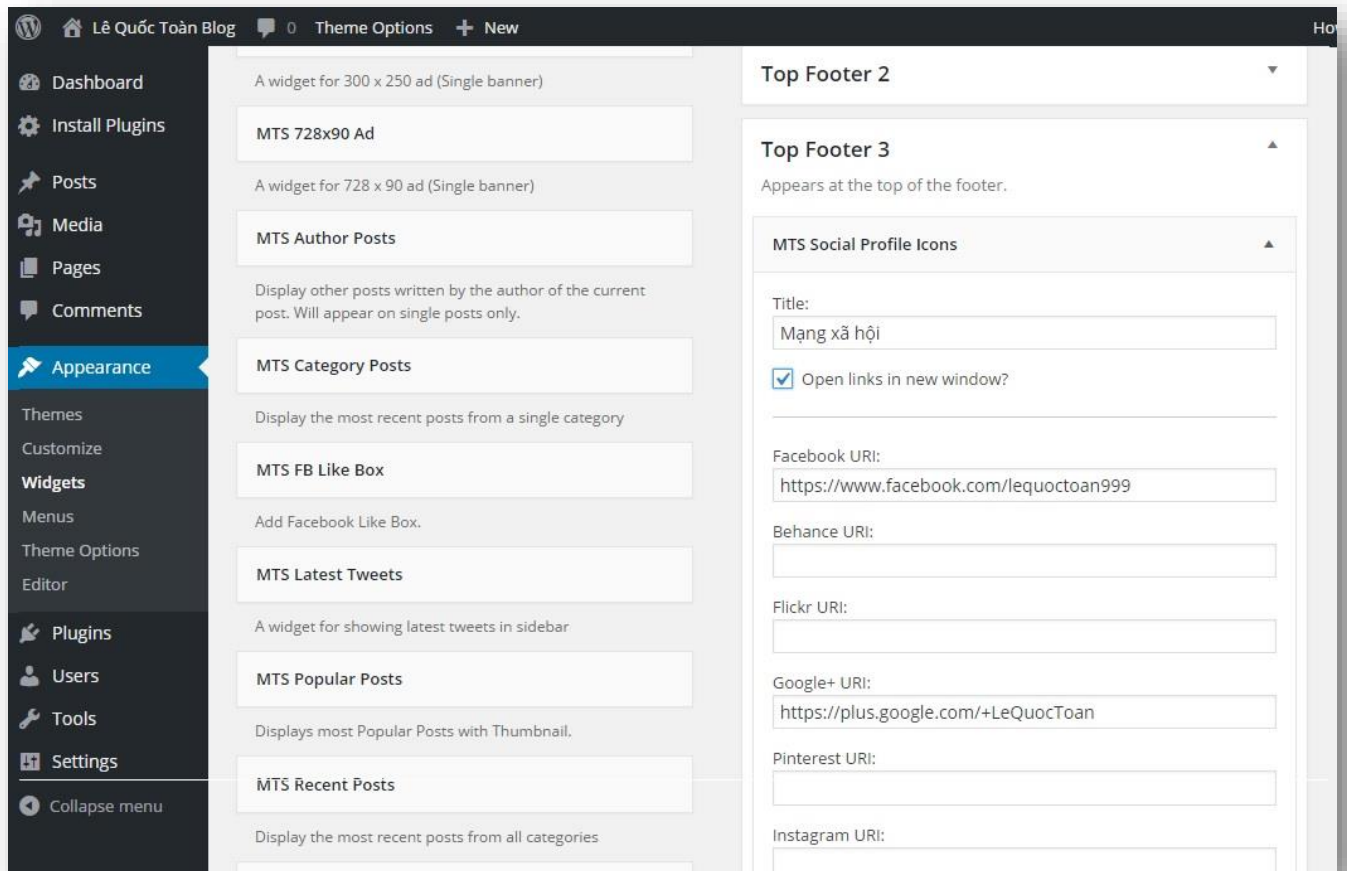 Lê Quốc Toàn Blog 0 Theme Options New
Dashboard
Install Plugins
Posts
Media
Pages
Comments
Appearance
Themes
Customize
Widgets
Menus
Theme Options
Editor
Plugins
Users
Tools
Settings
Collapse menu
A widget for 300 x 250 ad (Single banner)
MTS 728x90 Ad
A widget for 728 x 90 ad (Single banner)
MTS Author Posts
Display other posts written by the author of the current
post. Will appear on single posts only.
MTS Category Posts
Display the most recent posts from a single category
MTS FB Like Box
Add Facebook Like Box.
MTS Latest Tweets
A widget for showing latest tweets in sidebar
MTS Popular Posts
Displays most Popular Posts with Thumbnail.
MTS Recent Posts
Display the most recent posts from all categories
Top Footer 2
Top Footer 3
Appears at the top of the footer.
MTS Social Profile Icons
Title:
Mạng xã hội
Open links in new window?
Facebook URI:
https://www.facebook.com/lequoctoan999
Behance URI:
Flickr URI:
Google+ URI:
https://plus.google.com/+LeQuocToan
Pinterest URI:
Instagram URI: